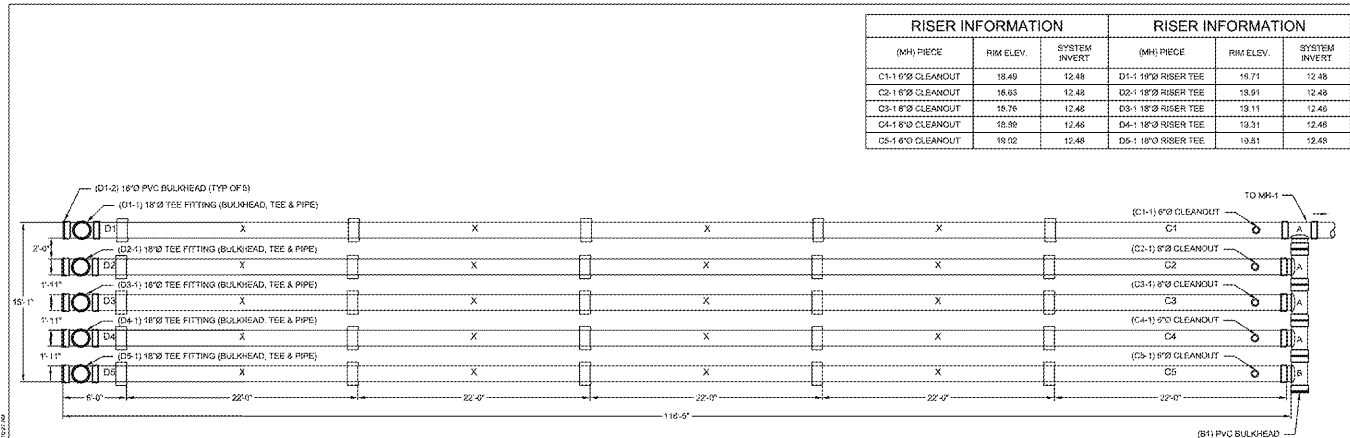 RISER INFORMATION RISER INFORMATION
(MH) PIECE RIM ELEV. SYSTEM INVERT (MH) PIECE RIM ELEV. SYSTEM INVERT
C1-1 6"Ø CLEANOUT 18.49 12.48 D1-1 18"Ø RISER TEE 18.71 12.48
C2-1 6"Ø CLEANOUT 18.63 12.48 D2-1 18"Ø RISER TEE 18.91 12.48
C3-1 6"Ø CLEANOUT 18.76 12.48 D3-1 18"Ø RISER TEE 19.11 12.48
C4-1 6"Ø CLEANOUT 18.89 12.48 D4-1 18"Ø RISER TEE 19.31 12.48
C5-1 6"Ø CLEANOUT 12.48 D5-1 18"Ø RISER TEE 12.48
(D1-2) 18"Ø PVC BULKHEAD (TYP OF 5)
TO MH-1
(D1-1) 18"Ø TEE FITTING (BULKHEAD, TEE & PIPE)
(C1-1) 6"Ø CLEANOUT
D1 X X X X C1 A
2'-0"
(D2-1) 18"Ø TEE FITTING (BULKHEAD, TEE & PIPE)
(C2-1) 6"Ø CLEANOUT
D2 X X X X C2 A
1'-11"
(D3-1) 18"Ø TEE FITTING (BULKHEAD, TEE & PIPE)
(C3-1) 6"Ø CLEANOUT
15'-1"
D3 X X X X C3 A
1'-11"
(D4-1) 18"Ø TEE FITTING (BULKHEAD, TEE & PIPE)
(C4-1) 6"Ø CLEANOUT
D4 X X X X C4 A
1'-11"
(D5-1) 18"Ø TEE FITTING (BULKHEAD, TEE & PIPE)
(C5-1) 6"Ø CLEANOUT
D5 X X X X C5 B
6'-0" 22'-0" 22'-0" 22'-0" 22'-0" 22'-0"
116'-5"
(B1) PVC BULKHEAD